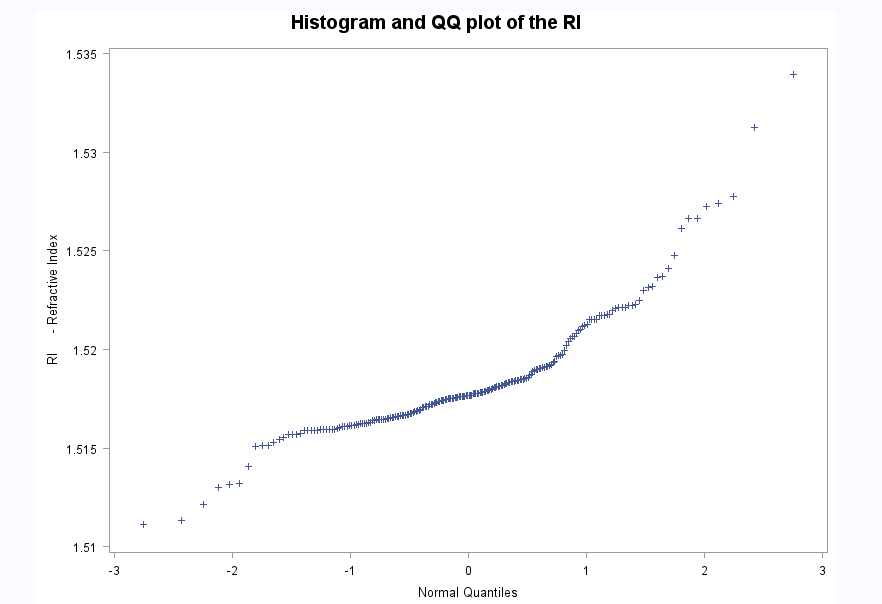 Histogram and QQ plot of the RI
1.535
1.53
1.525
1.52
1.515
1.51
RI - Refractive Index
-3 -2 -1 0 1 2 3
Normal Quantiles